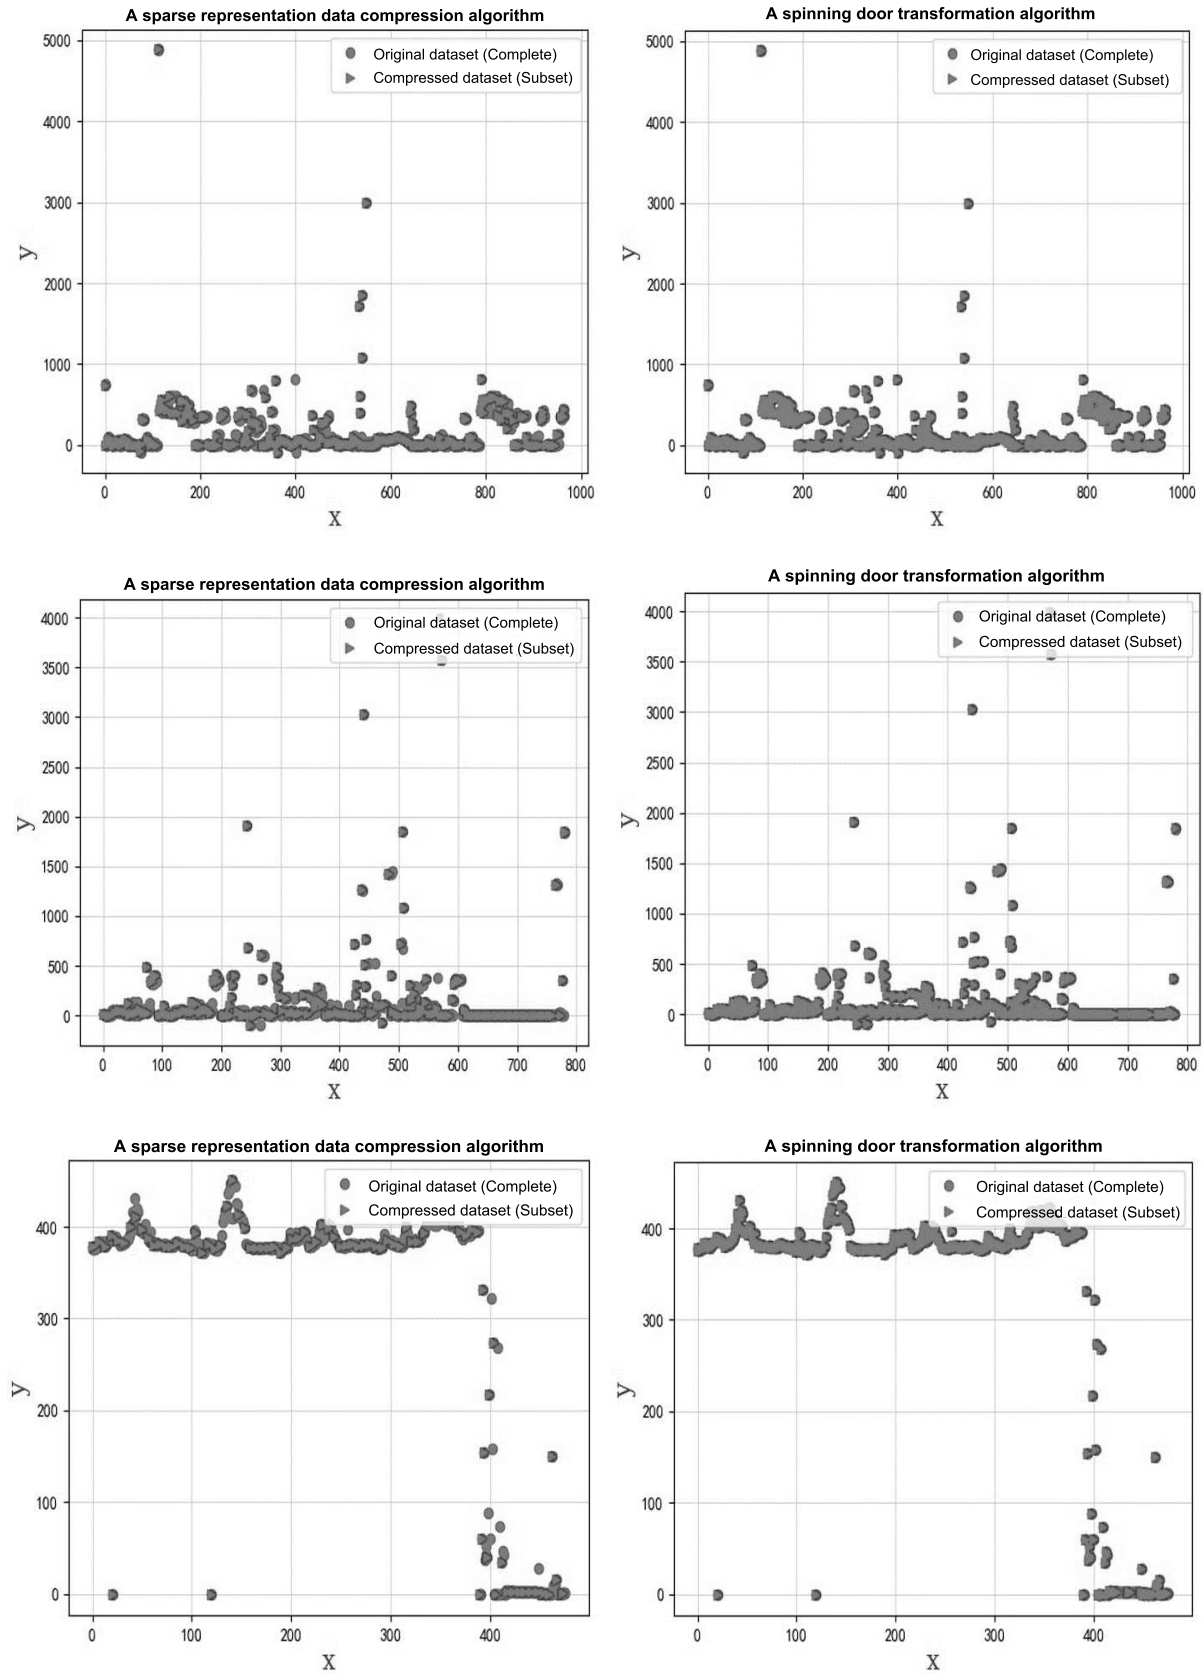 A sparse representation data compression algorithm
5000
4000
3000
2000
1000
0
0 200 400 600 800 1000
y
x
Original dataset (Complete)
Compressed dataset (Subset)
A spinning door transformation algorithm
5000
4000
3000
2000
1000
0
0 200 400 600 800 1000
y
x
Original dataset (Complete)
Compressed dataset (Subset)
A sparse representation data compression algorithm
4000
3500
3000
2500
2000
1500
1000
500
0
0 100 200 300 400 500 600 700 800
y
x
Original dataset (Complete)
Compressed dataset (Subset)
A spinning door transformation algorithm
4000
3500
3000
2500
2000
1500
1000
500
0
0 100 200 300 400 500 600 700 800
y
x
Original dataset (Complete)
Compressed dataset (Subset)
A sparse representation data compression algorithm
400
300
200
100
0
0 100 200 300 400
y
x
Original dataset (Complete)
Compressed dataset (Subset)
A spinning door transformation algorithm
400
300
200
100
0
0 100 200 300 400
y
x
Original dataset (Complete)
Compressed dataset (Subset)